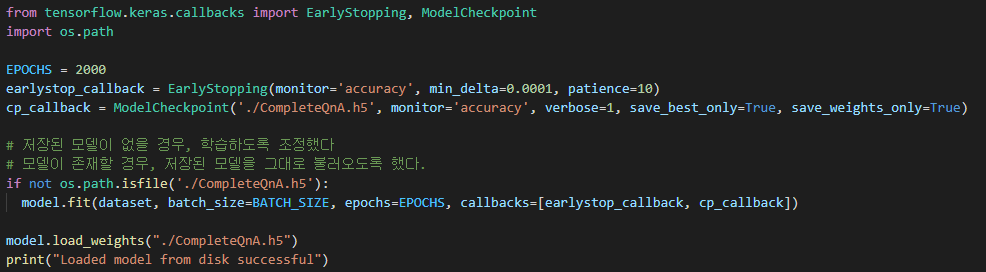 from tensorflow.keras.callbacks import EarlyStopping, ModelCheckpoint
import os.path
EPOCHS = 2000
earlystop_callback = EarlyStopping(monitor='accuracy', min_delta=0.0001, patience=10)
cp_callback = ModelCheckpoint('./CompleteQnA.h5', monitor='accuracy', verbose=1, save_best_only=True, save_weights_only=True)
# 저장된 모델이 없을 경우, 학습하도록 조정했다
# 모델이 존재할 경우, 저장된 모델을 그대로 불러오도록 했다.
if not os.path.isfile('./CompleteQnA.h5'):
model.fit(dataset, batch_size=BATCH_SIZE, epochs=EPOCHS, callbacks=[earlystop_callback, cp_callback])
model.load_weights("./CompleteQnA.h5")
print("Loaded model from disk successful")